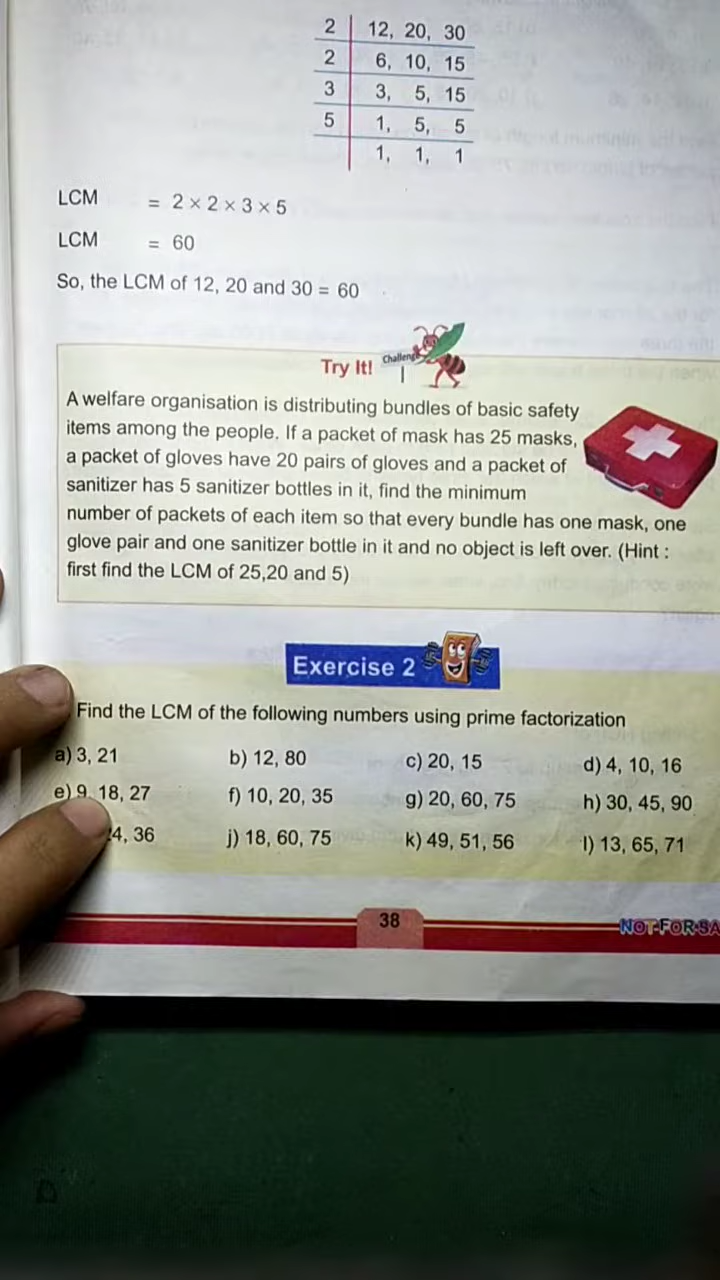 2 12, 20, 30
2 6, 10, 15
3 3, 5, 15
5 1, 5, 5
1, 1, 1
LCM = 2 × 2 × 3 × 5
LCM = 60
So, the LCM of 12, 20 and 30 = 60
Try It! Challenge
A welfare organisation is distributing bundles of basic safety
items among the people. If a packet of mask has 25 masks,
a packet of gloves have 20 pairs of gloves and a packet of
sanitizer has 5 sanitizer bottles in it, find the minimum
number of packets of each item so that every bundle has one mask, one
glove pair and one sanitizer bottle in it and no object is left over. (Hint :
first find the LCM of 25,20 and 5)
Exercise 2
Find the LCM of the following numbers using prime factorization
a) 3, 21 b) 12, 80 c) 20, 15 d) 4, 10, 16
e) 9, 18, 27 f) 10, 20, 35 g) 20, 60, 75 h) 30, 45, 90
4, 36 j) 18, 60, 75 k) 49, 51, 56 l) 13, 65, 71
38
NOT-FOR-SA